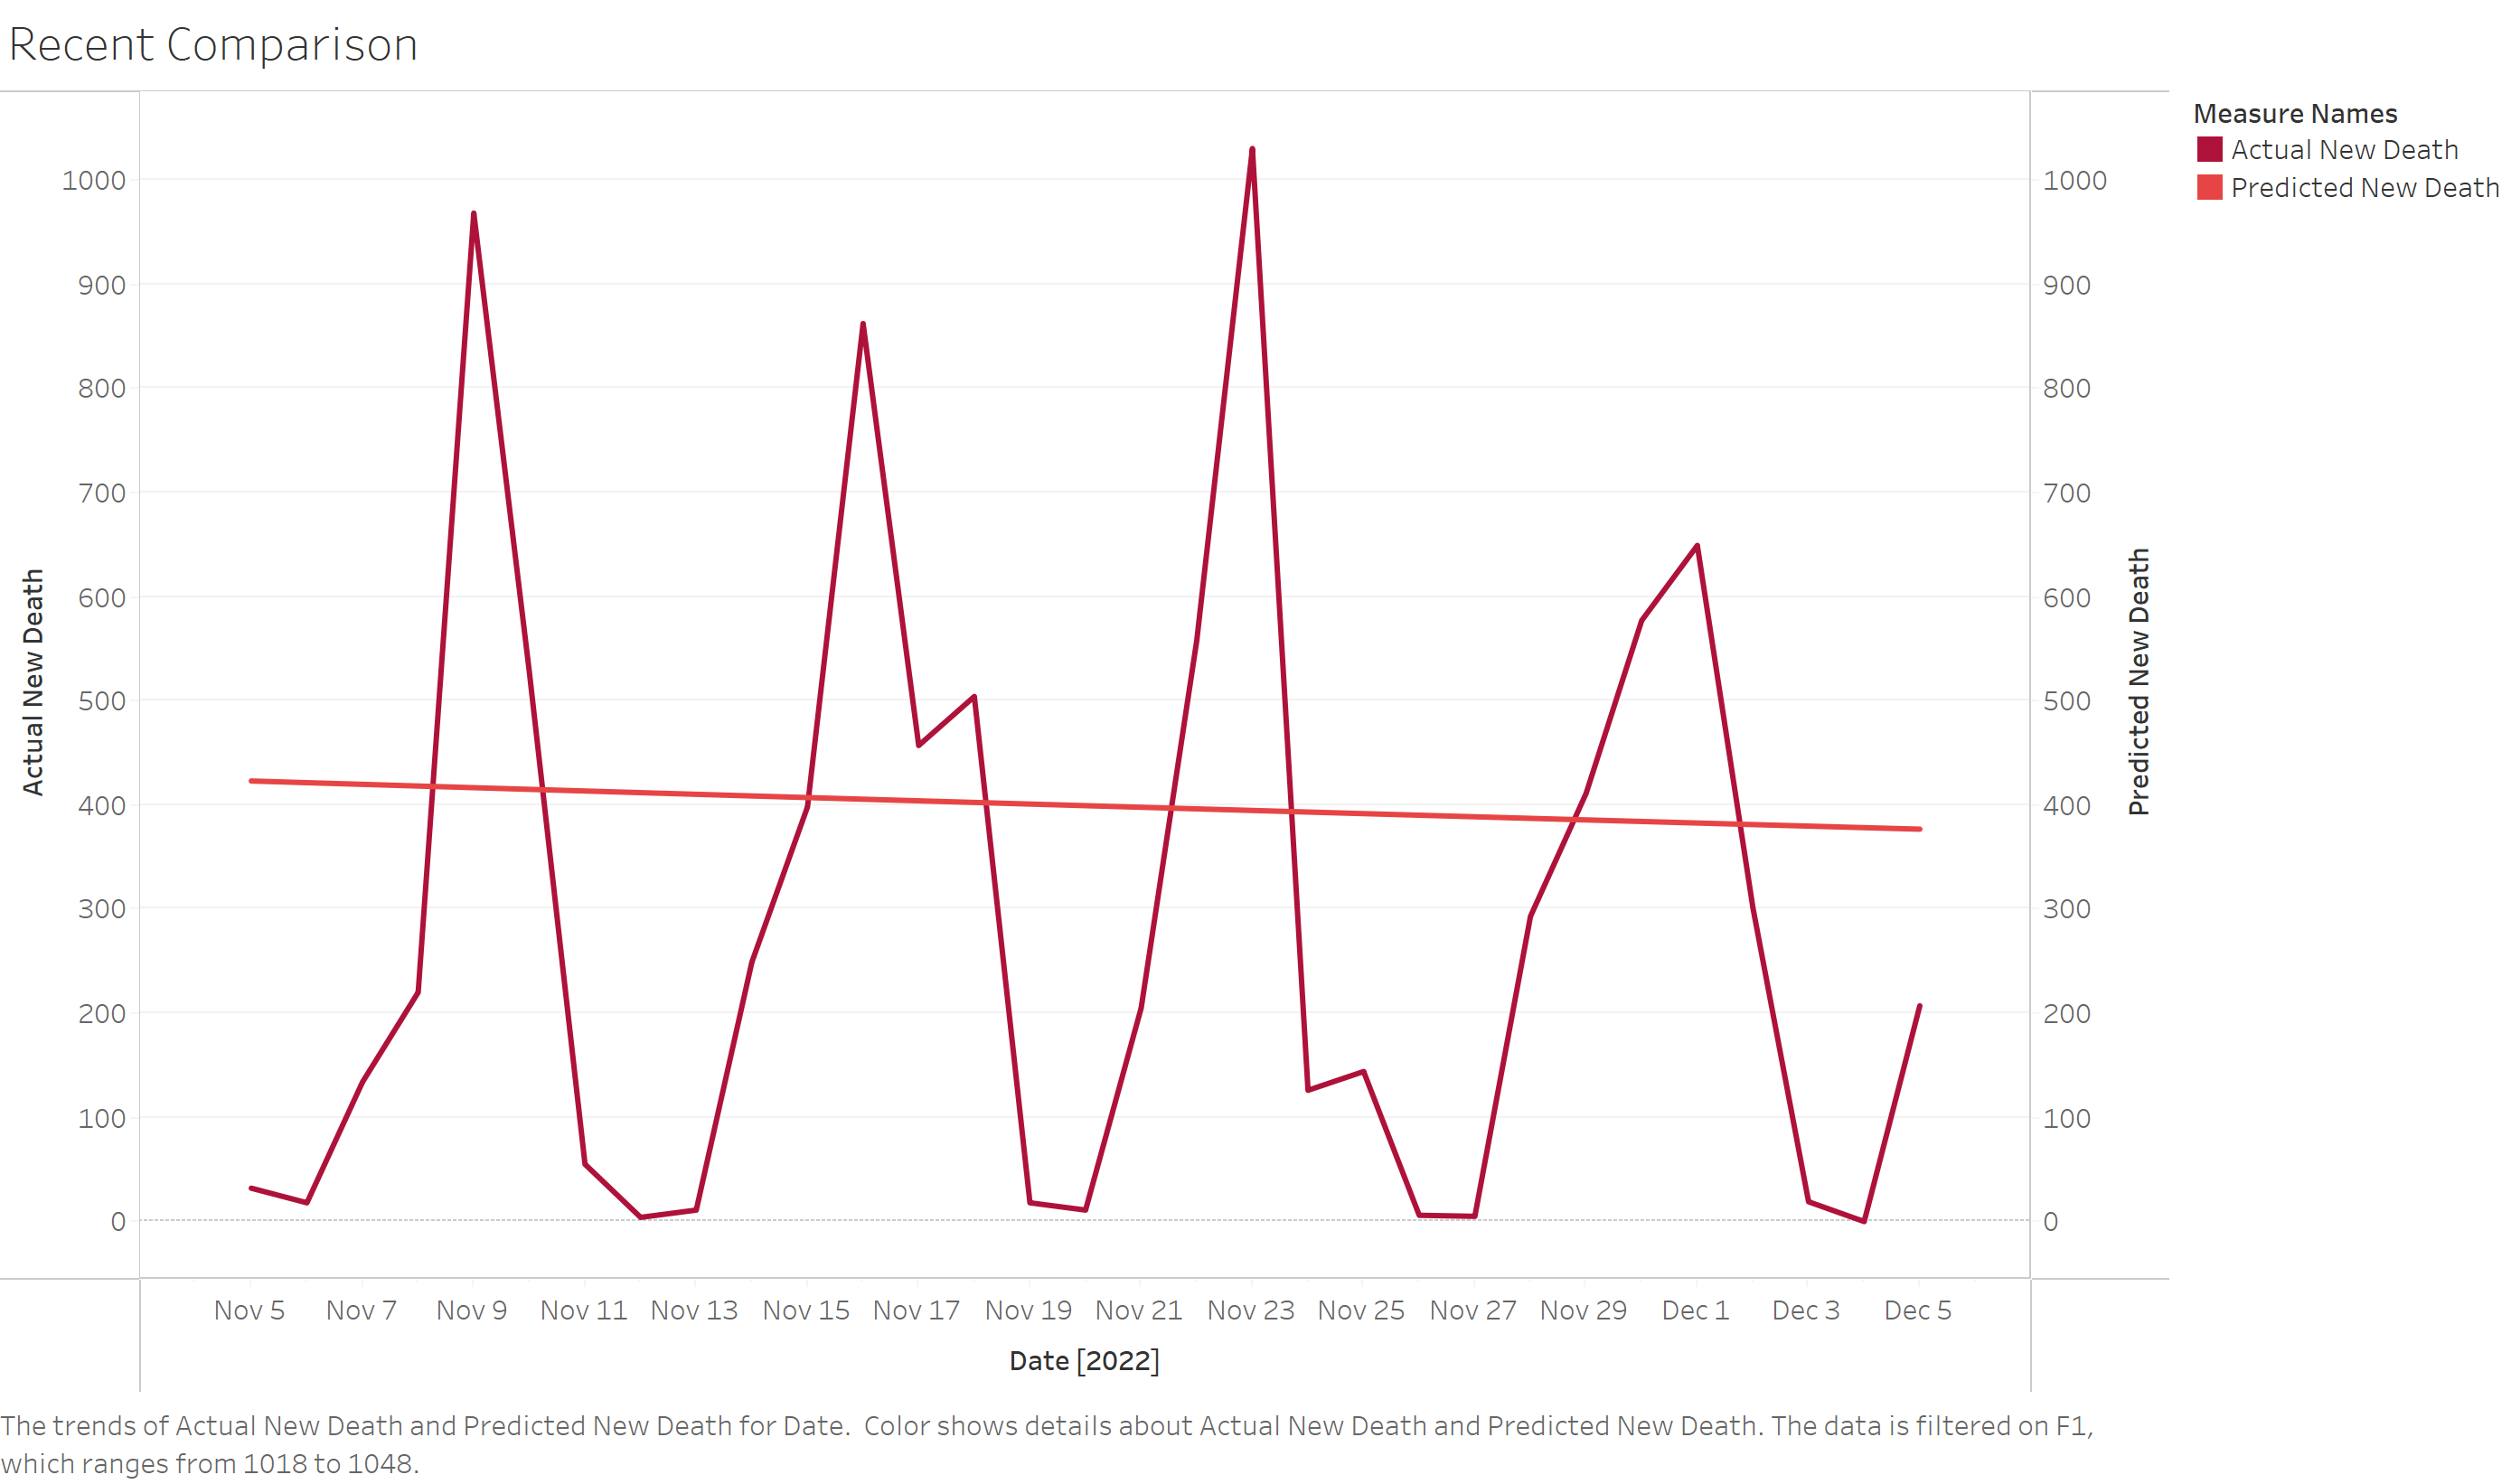 Recent Comparison
Measure Names
Actual New Death
Predicted New Death
Actual New Death
1000
900
800
700
600
500
400
300
200
100
0
1000
900
800
700
600
500
400
300
200
100
0
Predicted New Death
Nov 5 Nov 7 Nov 9 Nov 11 Nov 13 Nov 15 Nov 17 Nov 19 Nov 21 Nov 23 Nov 25 Nov 27 Nov 29 Dec 1 Dec 3 Dec 5
Date [2022]
The trends of Actual New Death and Predicted New Death for Date.  Color shows details about Actual New Death and Predicted New Death. The data is filtered on F1,
which ranges from 1018 to 1048.